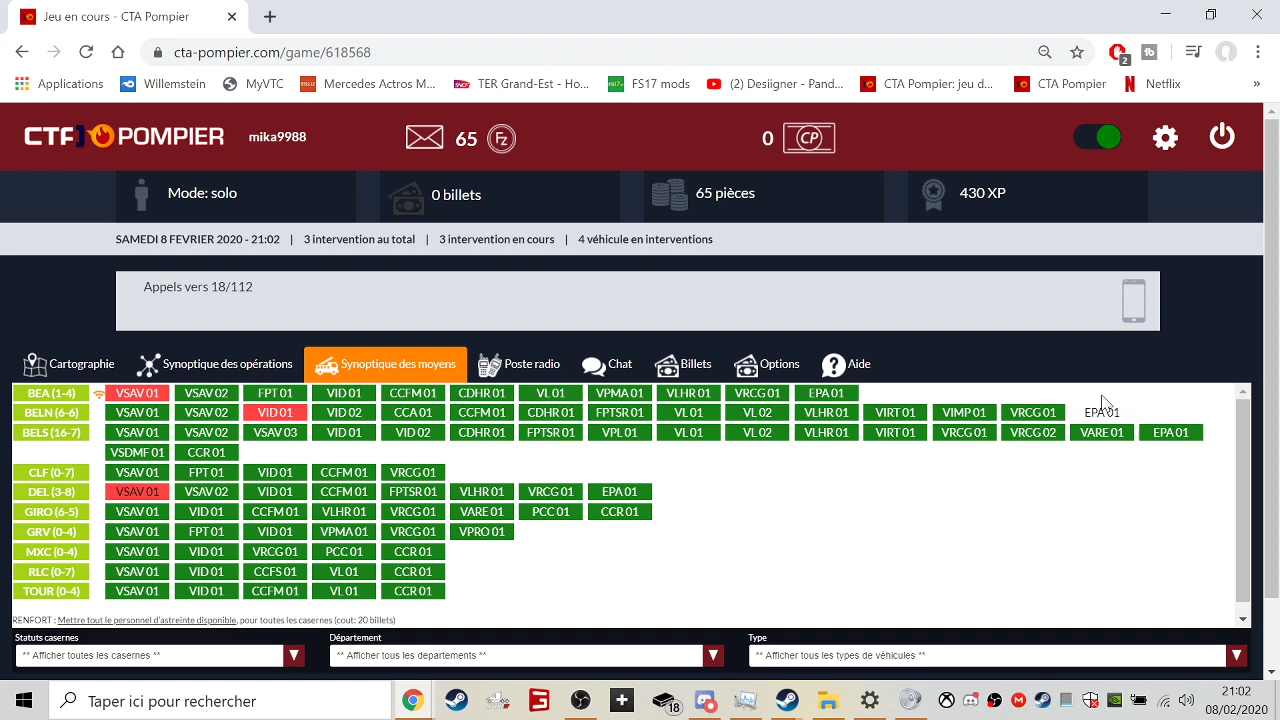 Jeu en cours - CTA Pompier
cta-pompier.com/game/618568
2
Applications Willemstein MyVTC Mercedes Actros M... TER Grand-Est - Ho... FS17 mods (2) Desiigner - Pand... CTA Pompier: jeu d... CTA Pompier Netflix »
POMPIER mika9988 65 0 CP
Mode: solo 0 billets 65 pièces 430 XP
SAMEDI 8 FEVRIER 2020 - 21:02 | 3 intervention au total | 3 intervention en cours | 4 véhicule en interventions
Appels vers 18/112
Cartographie Synoptique des opérations Synoptique des moyens Poste radio Chat Billets Options Aide
BEA (1-4) VSAV 01 VSAV 02 FPT 01 VID 01 CCFM 01 CDHR 01 VL 01 VPMA 01 VLHR 01 VRCG 01 EPA 01
BELN (6-6) VSAV 01 VSAV 02 VID 01 VID 02 CCA 01 CCFM 01 CDHR 01 FPTSR 01 VL 01 VL 02 VLHR 01 VIRT 01 VIMP 01 VRCG 01 EPA 01
BELS (16-7) VSAV 01 VSAV 02 VSAV 03 VID 01 VID 02 CDHR 01 FPTSR 01 VPL 01 VL 01 VL 02 VLHR 01 VIRT 01 VRCG 01 VRCG 02 VARE 01 EPA 01
VSDMF 01 CCR 01
CLF (0-7) VSAV 01 FPT 01 VID 01 CCFM 01 VRCG 01
DEL (3-8) VSAV 01 VSAV 02 VID 01 CCFM 01 FPTSR 01 VLHR 01 VRCG 01 EPA 01
GIRO (6-5) VSAV 01 VID 01 CCFM 01 VLHR 01 VRCG 01 VARE 01 PCC 01 CCR 01
GRV (0-4) VSAV 01 FPT 01 VID 01 VPMA 01 VRCG 01 VPRO 01
MXC (0-4) VSAV 01 VID 01 VRCG 01 PCC 01 CCR 01
RLC (0-7) VSAV 01 VID 01 CCFS 01 VL 01 CCR 01
TOUR (0-4) VSAV 01 VID 01 CCFM 01 VL 01 CCR 01
RENFORT : Mettre tout le personnel d'astreinte disponible, pour toutes les casernes (cout: 20 billets)
Statuts casernes Département Type
** Afficher toutes les casernes ** ** Afficher tous les departements ** ** Afficher tous les types de véhicules **
Taper ici pour rechercher 18 21:02
08/02/2020